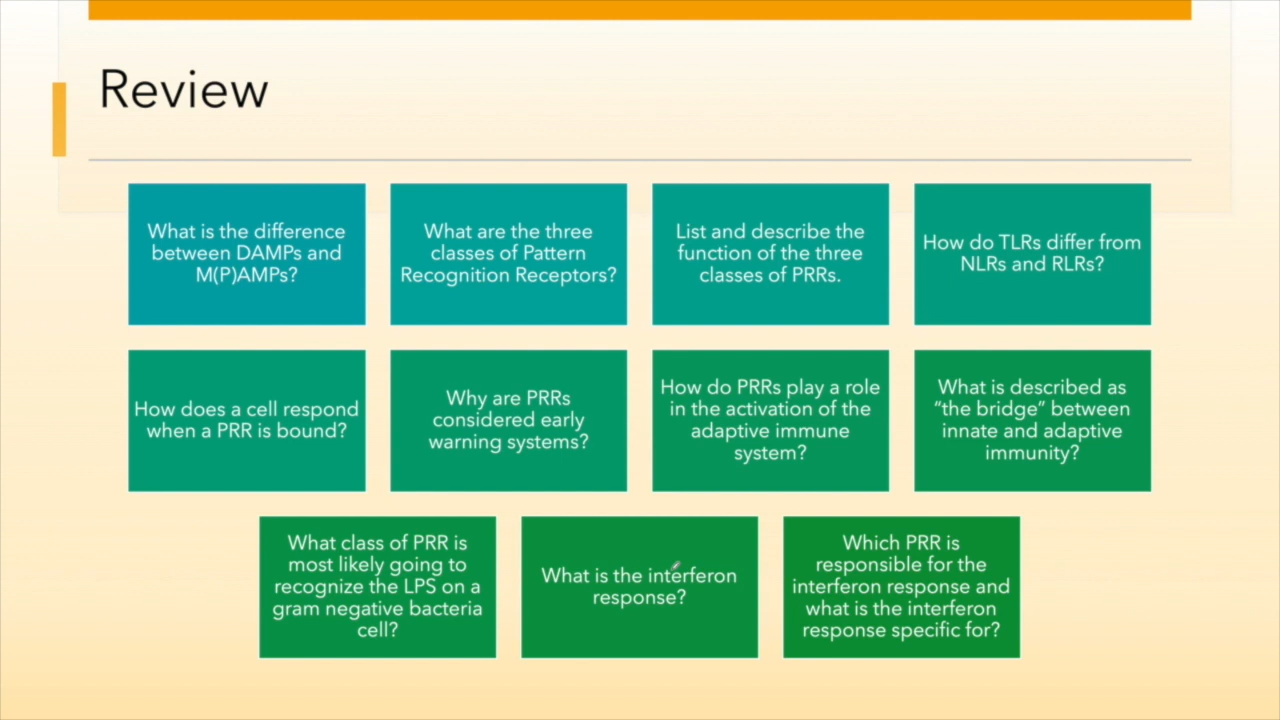 Review
What is the difference
between DAMPs and
M(P)AMPs?
What are the three
classes of Pattern
Recognition Receptors?
List and describe the
function of the three
classes of PRRs.
How do TLRs differ from
NLRs and RLRs?
How does a cell respond
when a PRR is bound?
Why are PRRs
considered early
warning systems?
How do PRRs play a role
in the activation of the
adaptive immune
system?
What is described as
“the bridge” between
innate and adaptive
immunity?
What class of PRR is
most likely going to
recognize the LPS on a
gram negative bacteria
cell?
What is the interferon
response?
Which PRR is
responsible for the
interferon response and
what is the interferon
response specific for?